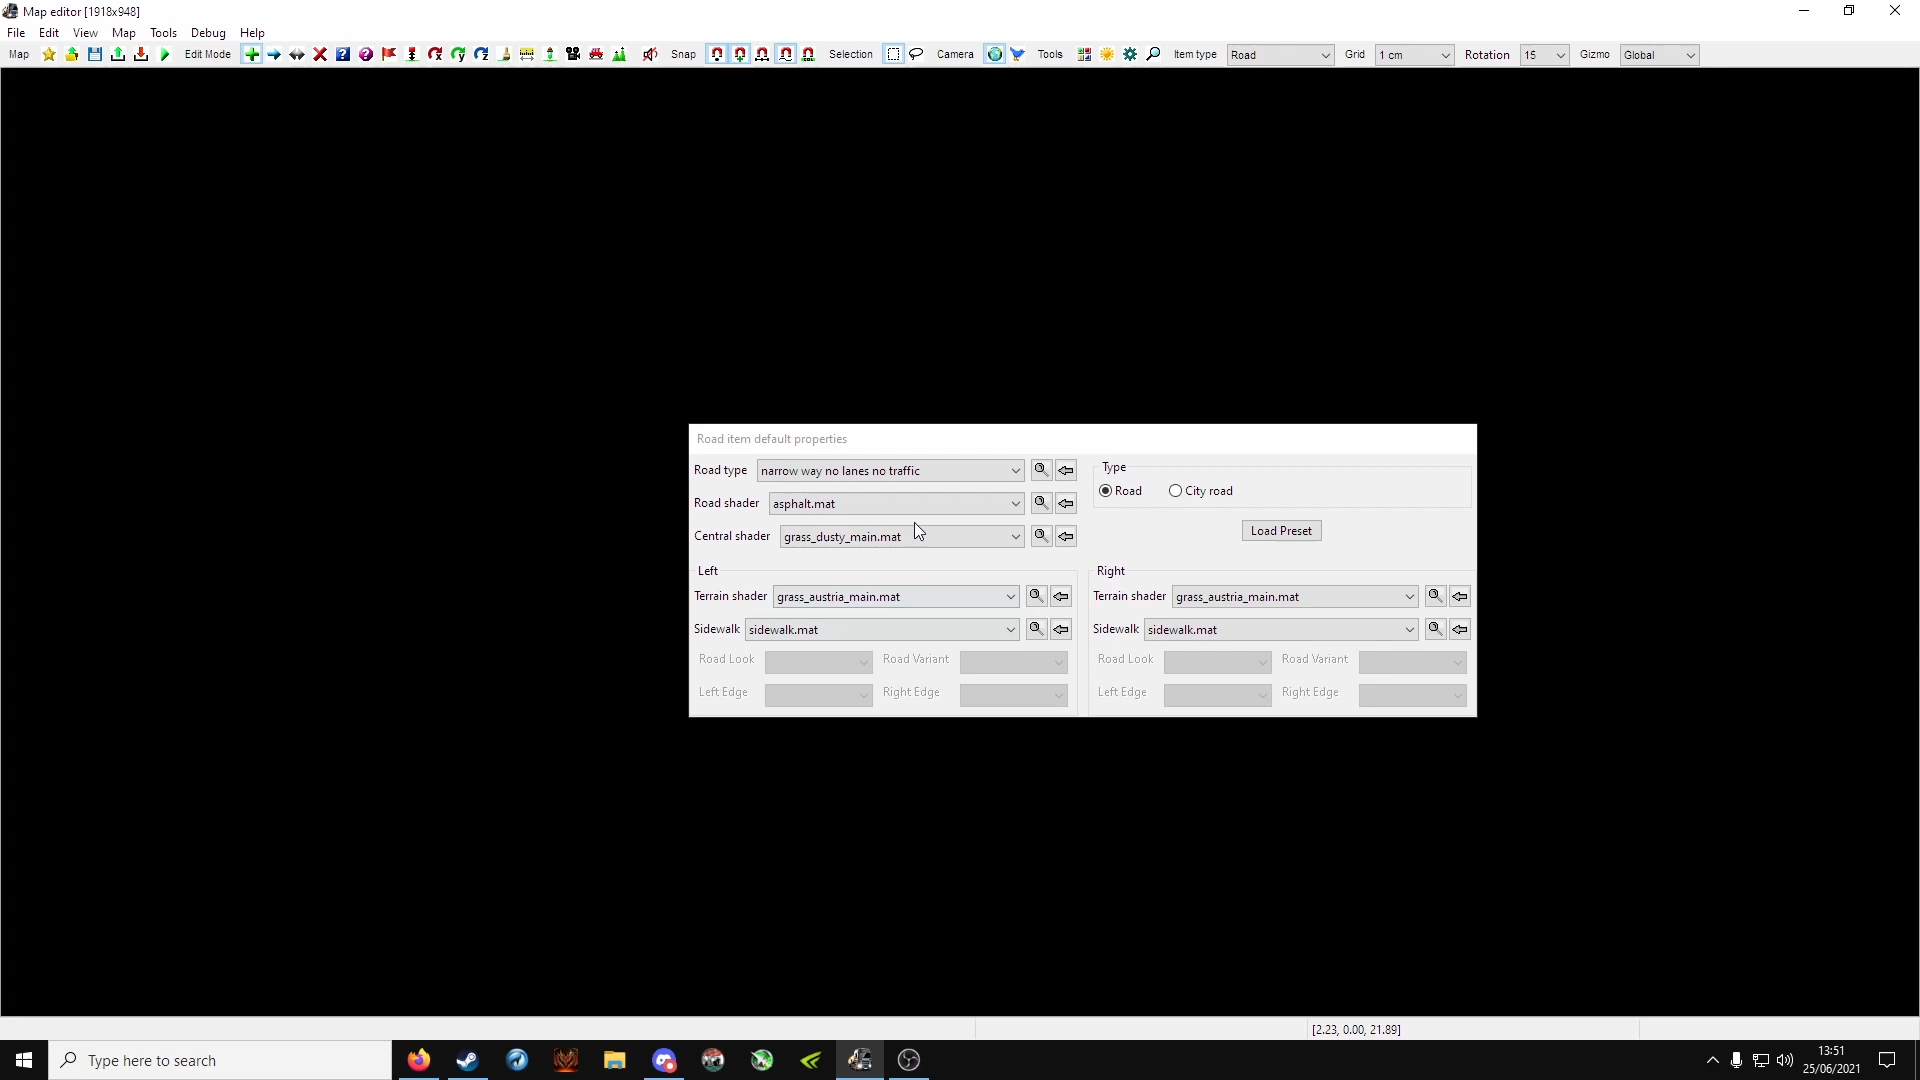 Map editor [1918x948]
File Edit View Map Tools Debug Help
Map Edit Mode Snap Selection Camera Tools Item type Road Grid 1 cm Rotation 15 Gizmo Global
Road item default properties
Road type narrow way no lanes no traffic
Road shader asphalt.mat
Central shader grass_dusty_main.mat
Type
Road City road
Load Preset
Left
Terrain shader grass_austria_main.mat
Sidewalk sidewalk.mat
Road Look Road Variant
Left Edge Right Edge
Right
Terrain shader grass_austria_main.mat
Sidewalk sidewalk.mat
Road Look Road Variant
Left Edge Right Edge
[2.23, 0.00, 21.89]
Type here to search
13:51
25/06/2021